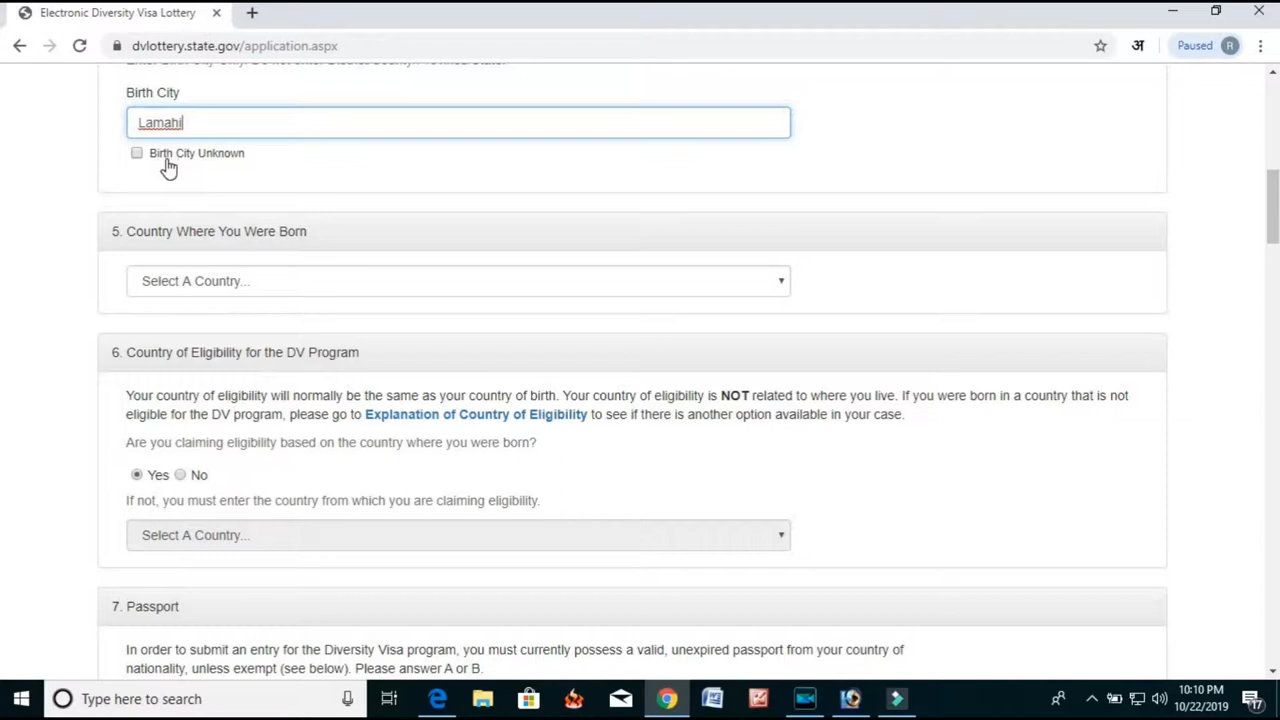 Electronic Diversity Visa Lottery
dvlottery.state.gov/application.aspx
अ
Paused R
Birth City
Lamahi
Birth City Unknown
5. Country Where You Were Born
Select A Country...
6. Country of Eligibility for the DV Program
Your country of eligibility will normally be the same as your country of birth. Your country of eligibility is NOT related to where you live. If you were born in a country that is not
eligible for the DV program, please go to Explanation of Country of Eligibility to see if there is another option available in your case.
Are you claiming eligibility based on the country where you were born?
Yes No
If not, you must enter the country from which you are claiming eligibility.
Select A Country...
7. Passport
In order to submit an entry for the Diversity Visa program, you must currently possess a valid, unexpired passport from your country of
nationality, unless exempt (see below). Please answer A or B.
Type here to search
10:10 PM
10/22/2019
17